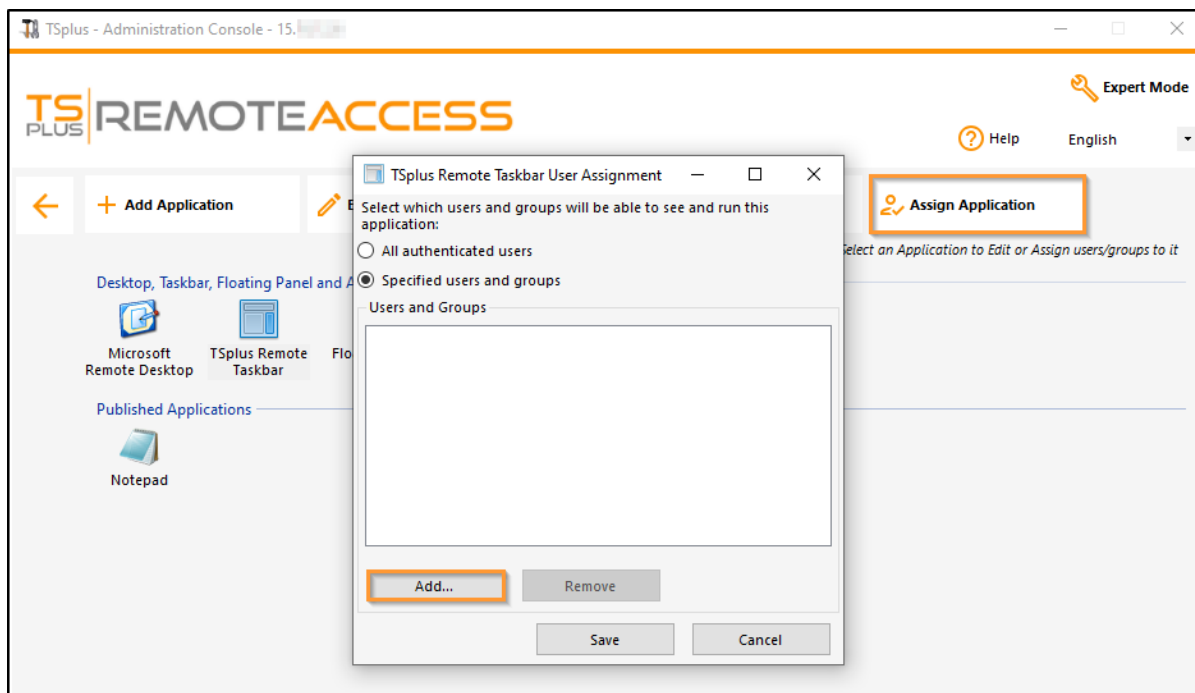 TSplus - Administration Console - 15.
Expert Mode
TS PLUS REMOTEACCESS
Help
English
TSplus Remote Taskbar User Assignment
Add Application
Assign Application
Select which users and groups will be able to see and run this
application:
All authenticated users
Select an Application to Edit or Assign users/groups to it
Specified users and groups
Desktop, Taskbar, Floating Panel and A
Users and Groups
Microsoft
Remote Desktop
TSplus Remote
Taskbar
Flo
Published Applications
Notepad
Add...
Remove
Save
Cancel